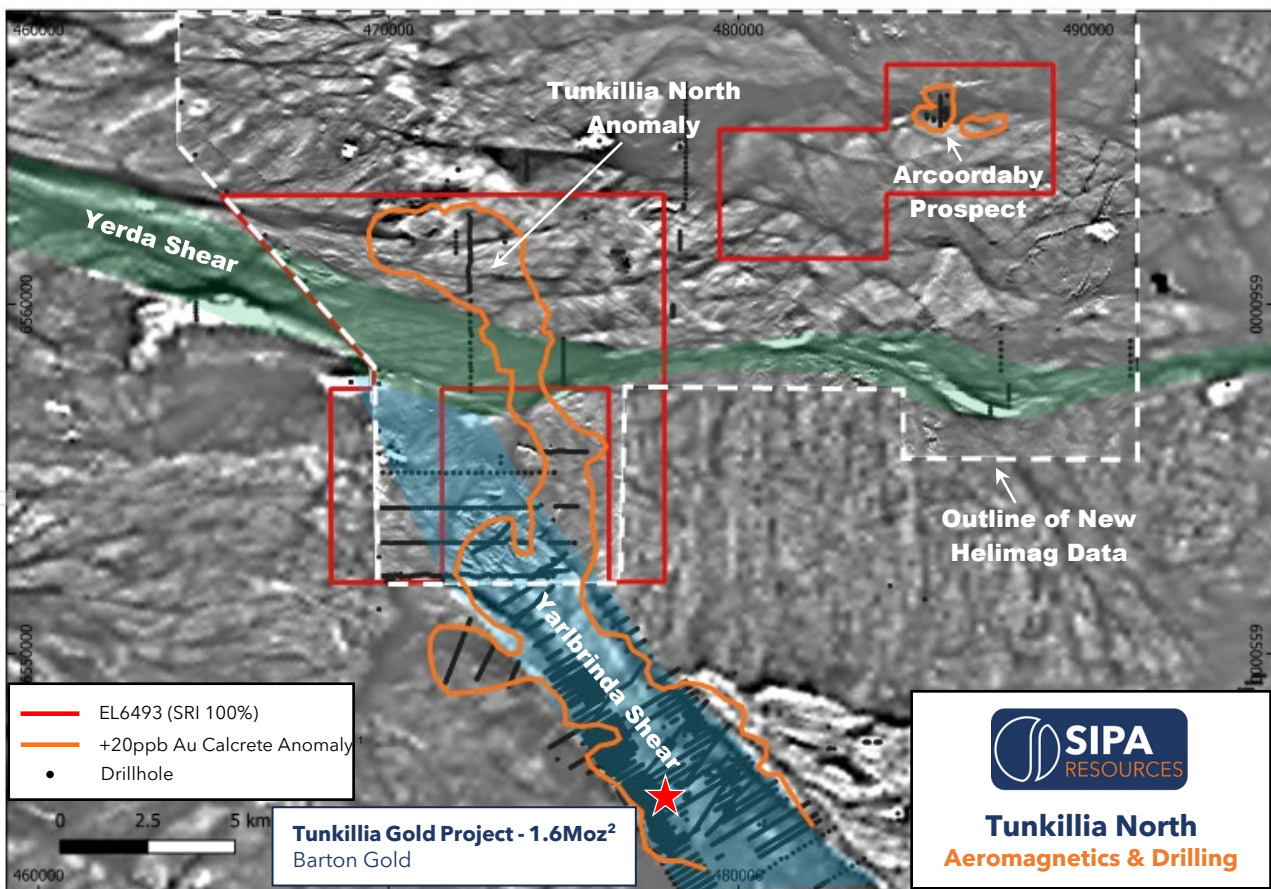 460000
470000
480000
490000
Tunkillia North
Anomaly
Arcoordaby
Prospect
Yerda Shear
6560000
6560000
Outline of New
Helimag Data
Yarlbrinda Shear
6550000
6550000
EL6493 (SRI 100%)
+20ppb Au Calcrete Anomaly¹
Drillhole
0 2.5 5 km
Tunkillia Gold Project - 1.6Moz²
Barton Gold
SIPA
RESOURCES
Tunkillia North
Aeromagnetics & Drilling
460000
480000